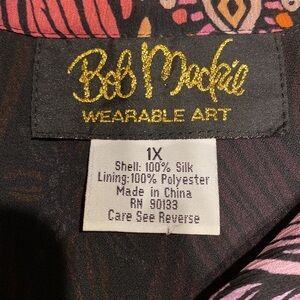 Bob Mackie
WEARABLE ART
1X
Shell: 100% Silk
Lining:100% Polyester
Made in China
RN 90133
Care See Reverse